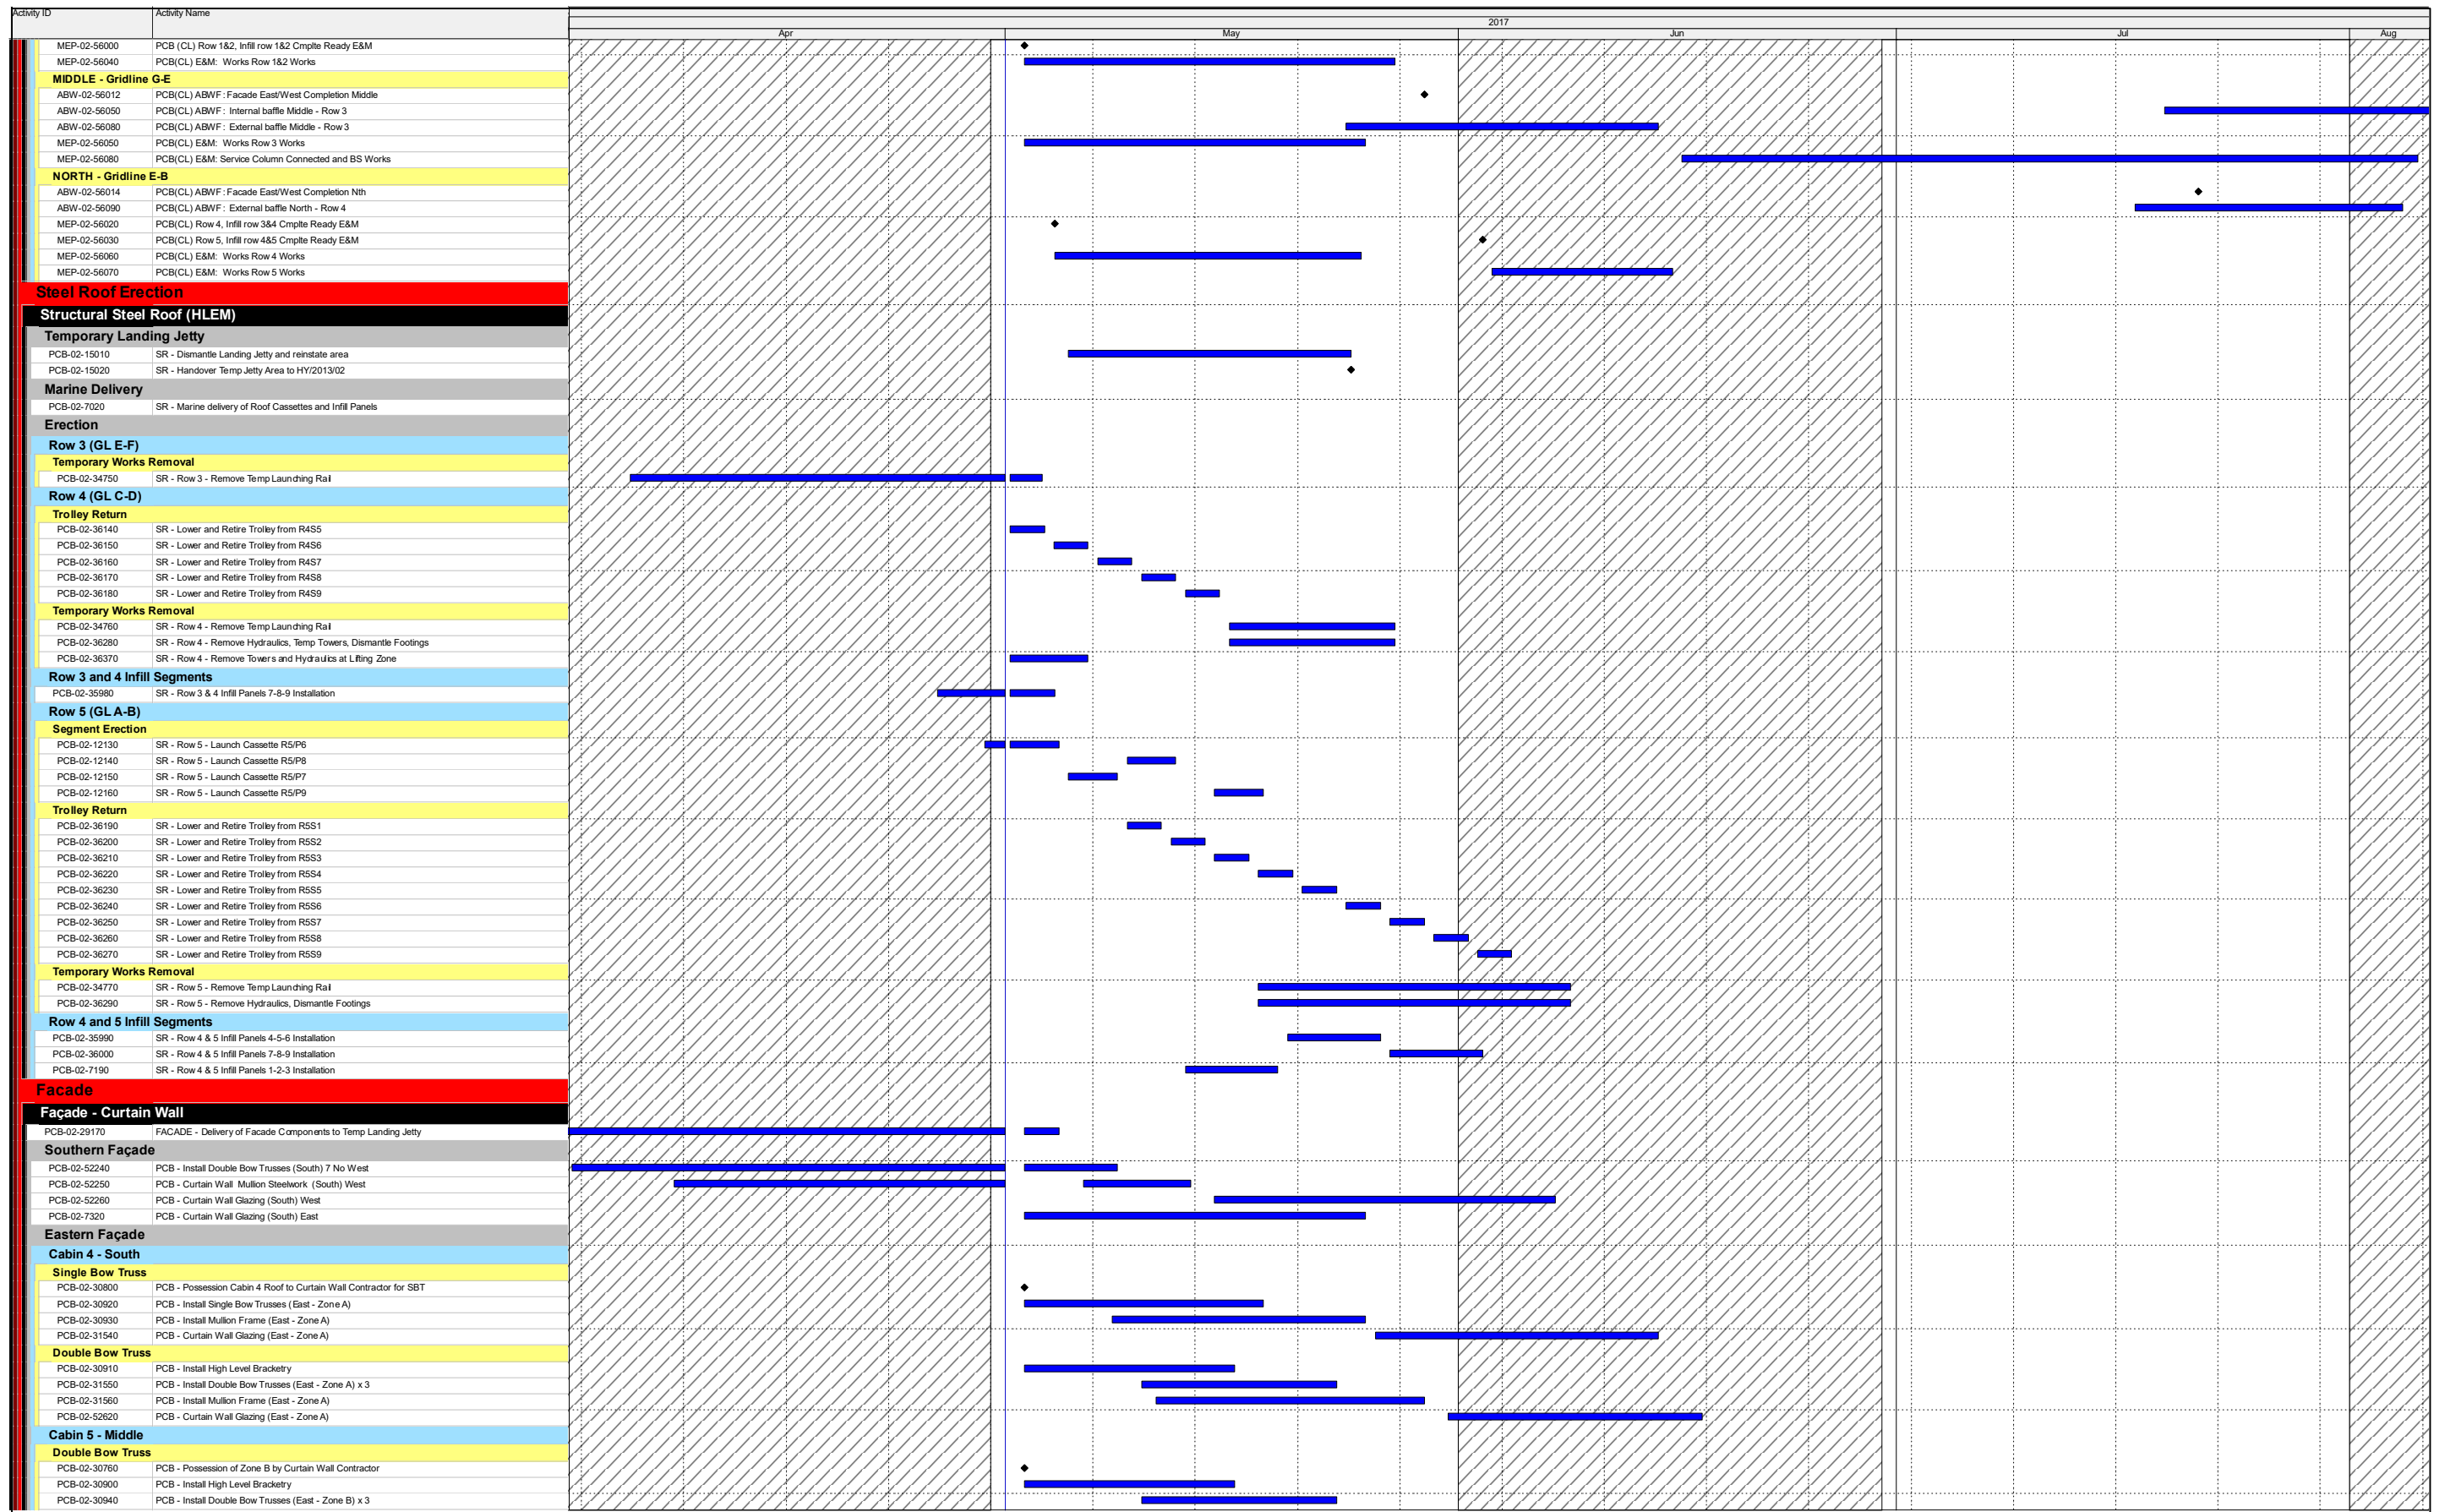 Activity ID Activity Name
2017
Apr May Jun Jul Aug
MEP-02-56000 PCB (CL) Row 1&2, Infill row 1&2 Cmplte Ready E&M
MEP-02-56040 PCB(CL) E&M: Works Row 1&2 Works
MIDDLE - Gridline G-E
ABW-02-56012 PCB(CL) ABWF : Facade East/West Completion Middle
ABW-02-56050 PCB(CL) ABWF : Internal baffle Middle - Row 3
ABW-02-56080 PCB(CL) ABWF : External baffle Middle - Row 3
MEP-02-56050 PCB(CL) E&M: Works Row 3 Works
MEP-02-56080 PCB(CL) E&M: Service Column Connected and BS Works
NORTH - Gridline E-B
ABW-02-56014 PCB(CL) ABWF : Facade East/West Completion Nth
ABW-02-56090 PCB(CL) ABWF : External baffle North - Row 4
MEP-02-56020 PCB(CL) Row 4, Infill row 3&4 Cmplte Ready E&M
MEP-02-56030 PCB(CL) Row 5, Infill row 4&5 Cmplte Ready E&M
MEP-02-56060 PCB(CL) E&M: Works Row 4 Works
MEP-02-56070 PCB(CL) E&M: Works Row 5 Works
Steel Roof Erection
Structural Steel Roof (HLEM)
Temporary Landing Jetty
PCB-02-15010 SR - Dismantle Landing Jetty and reinstate area
PCB-02-15020 SR - Handover Temp Jetty Area to HY/2013/02
Marine Delivery
PCB-02-7020 SR - Marine delivery of Roof Cassettes and Infill Panels
Erection
Row 3 (GL E-F)
Temporary Works Removal
PCB-02-34750 SR - Row 3 - Remove Temp Launching Rail
Row 4 (GL C-D)
Trolley Return
PCB-02-36140 SR - Lower and Retire Trolley from R4S5
PCB-02-36150 SR - Lower and Retire Trolley from R4S6
PCB-02-36160 SR - Lower and Retire Trolley from R4S7
PCB-02-36170 SR - Lower and Retire Trolley from R4S8
PCB-02-36180 SR - Lower and Retire Trolley from R4S9
Temporary Works Removal
PCB-02-34760 SR - Row 4 - Remove Temp Launching Rail
PCB-02-36280 SR - Row 4 - Remove Hydraulics, Temp Towers, Dismantle Footings
PCB-02-36370 SR - Row 4 - Remove Towers and Hydraulics at Lifting Zone
Row 3 and 4 Infill Segments
PCB-02-35980 SR - Row 3 & 4 Infill Panels 7-8-9 Installation
Row 5 (GL A-B)
Segment Erection
PCB-02-12130 SR - Row 5 - Launch Cassette R5/P6
PCB-02-12140 SR - Row 5 - Launch Cassette R5/P8
PCB-02-12150 SR - Row 5 - Launch Cassette R5/P7
PCB-02-12160 SR - Row 5 - Launch Cassette R5/P9
Trolley Return
PCB-02-36190 SR - Lower and Retire Trolley from R5S1
PCB-02-36200 SR - Lower and Retire Trolley from R5S2
PCB-02-36210 SR - Lower and Retire Trolley from R5S3
PCB-02-36220 SR - Lower and Retire Trolley from R5S4
PCB-02-36230 SR - Lower and Retire Trolley from R5S5
PCB-02-36240 SR - Lower and Retire Trolley from R5S6
PCB-02-36250 SR - Lower and Retire Trolley from R5S7
PCB-02-36260 SR - Lower and Retire Trolley from R5S8
PCB-02-36270 SR - Lower and Retire Trolley from R5S9
Temporary Works Removal
PCB-02-34770 SR - Row 5 - Remove Temp Launching Rail
PCB-02-36290 SR - Row 5 - Remove Hydraulics, Dismantle Footings
Row 4 and 5 Infill Segments
PCB-02-35990 SR - Row 4 & 5 Infill Panels 4-5-6 Installation
PCB-02-36000 SR - Row 4 & 5 Infill Panels 7-8-9 Installation
PCB-02-7190 SR - Row 4 & 5 Infill Panels 1-2-3 Installation
Facade
Façade - Curtain Wall
PCB-02-29170 FACADE - Delivery of Facade Components to Temp Landing Jetty
Southern Façade
PCB-02-52240 PCB - Install Double Bow Trusses (South) 7 No West
PCB-02-52250 PCB - Curtain Wall Mullion Steelwork (South) West
PCB-02-52260 PCB - Curtain Wall Glazing (South) West
PCB-02-7320 PCB - Curtain Wall Glazing (South) East
Eastern Façade
Cabin 4 - South
Single Bow Truss
PCB-02-30800 PCB - Possession Cabin 4 Roof to Curtain Wall Contractor for SBT
PCB-02-30920 PCB - Install Single Bow Trusses (East - Zone A)
PCB-02-30930 PCB - Install Mullion Frame (East - Zone A)
PCB-02-31540 PCB - Curtain Wall Glazing (East - Zone A)
Double Bow Truss
PCB-02-30910 PCB - Install High Level Bracketry
PCB-02-31550 PCB - Install Double Bow Trusses (East - Zone A) x 3
PCB-02-31560 PCB - Install Mullion Frame (East - Zone A)
PCB-02-52620 PCB - Curtain Wall Glazing (East - Zone A)
Cabin 5 - Middle
Double Bow Truss
PCB-02-30760 PCB - Possession of Zone B by Curtain Wall Contractor
PCB-02-30900 PCB - Install High Level Bracketry
PCB-02-30940 PCB - Install Double Bow Trusses (East - Zone B) x 3